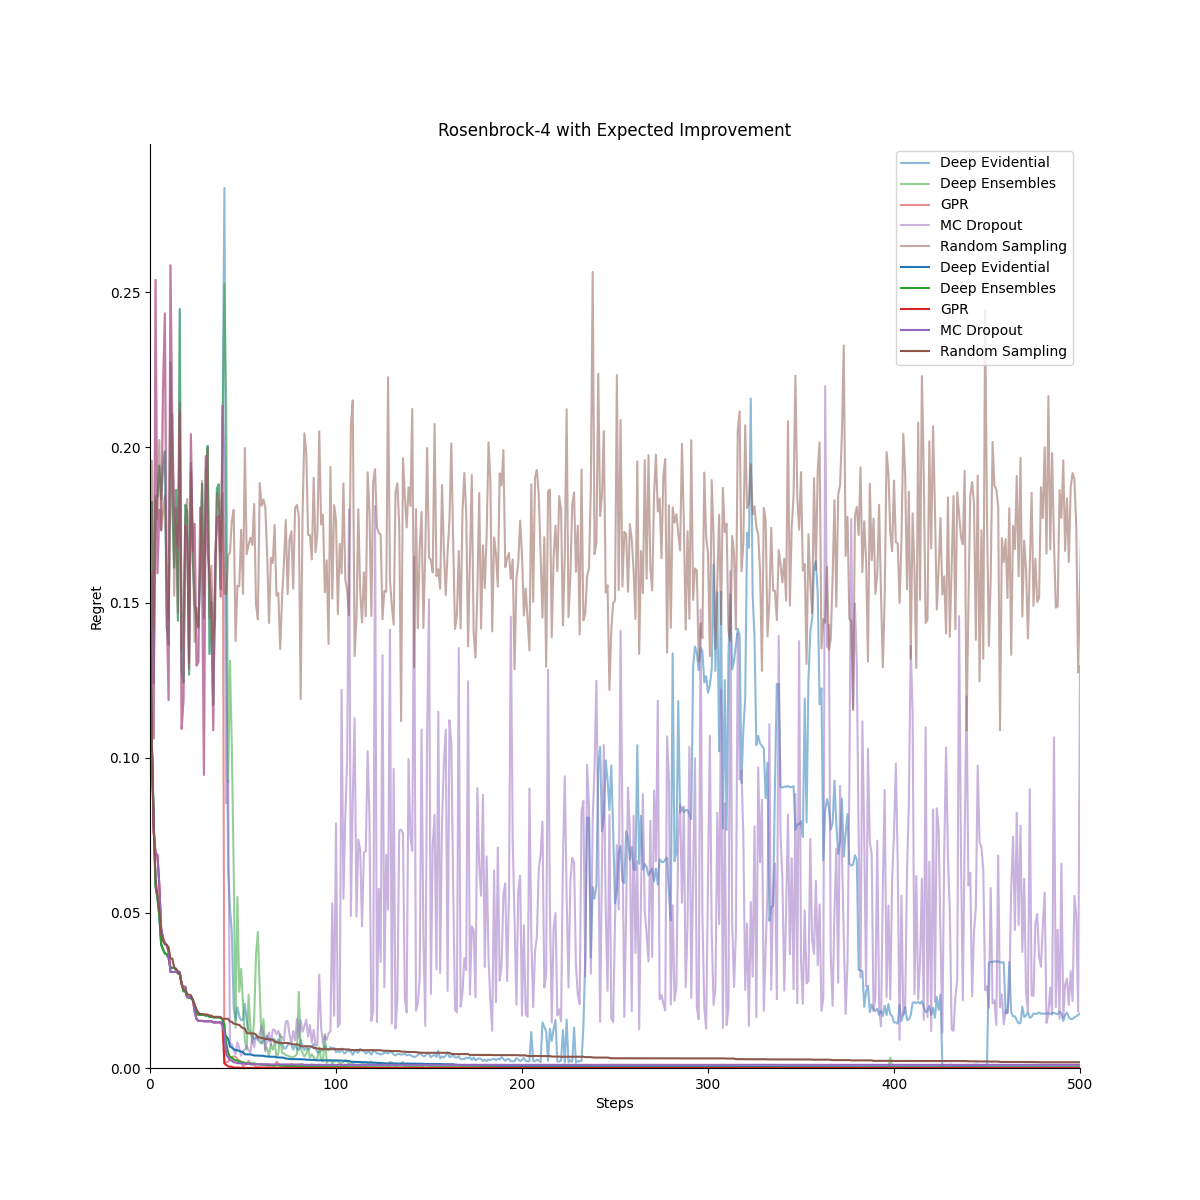 Rosenbrock-4 with Expected Improvement
Deep Evidential
Deep Ensembles
GPR
MC Dropout
Random Sampling
Deep Evidential
Deep Ensembles
GPR
MC Dropout
Random Sampling
0.25
0.20
0.15
0.10
0.05
0.00
Regret
0 100 200 300 400 500
Steps